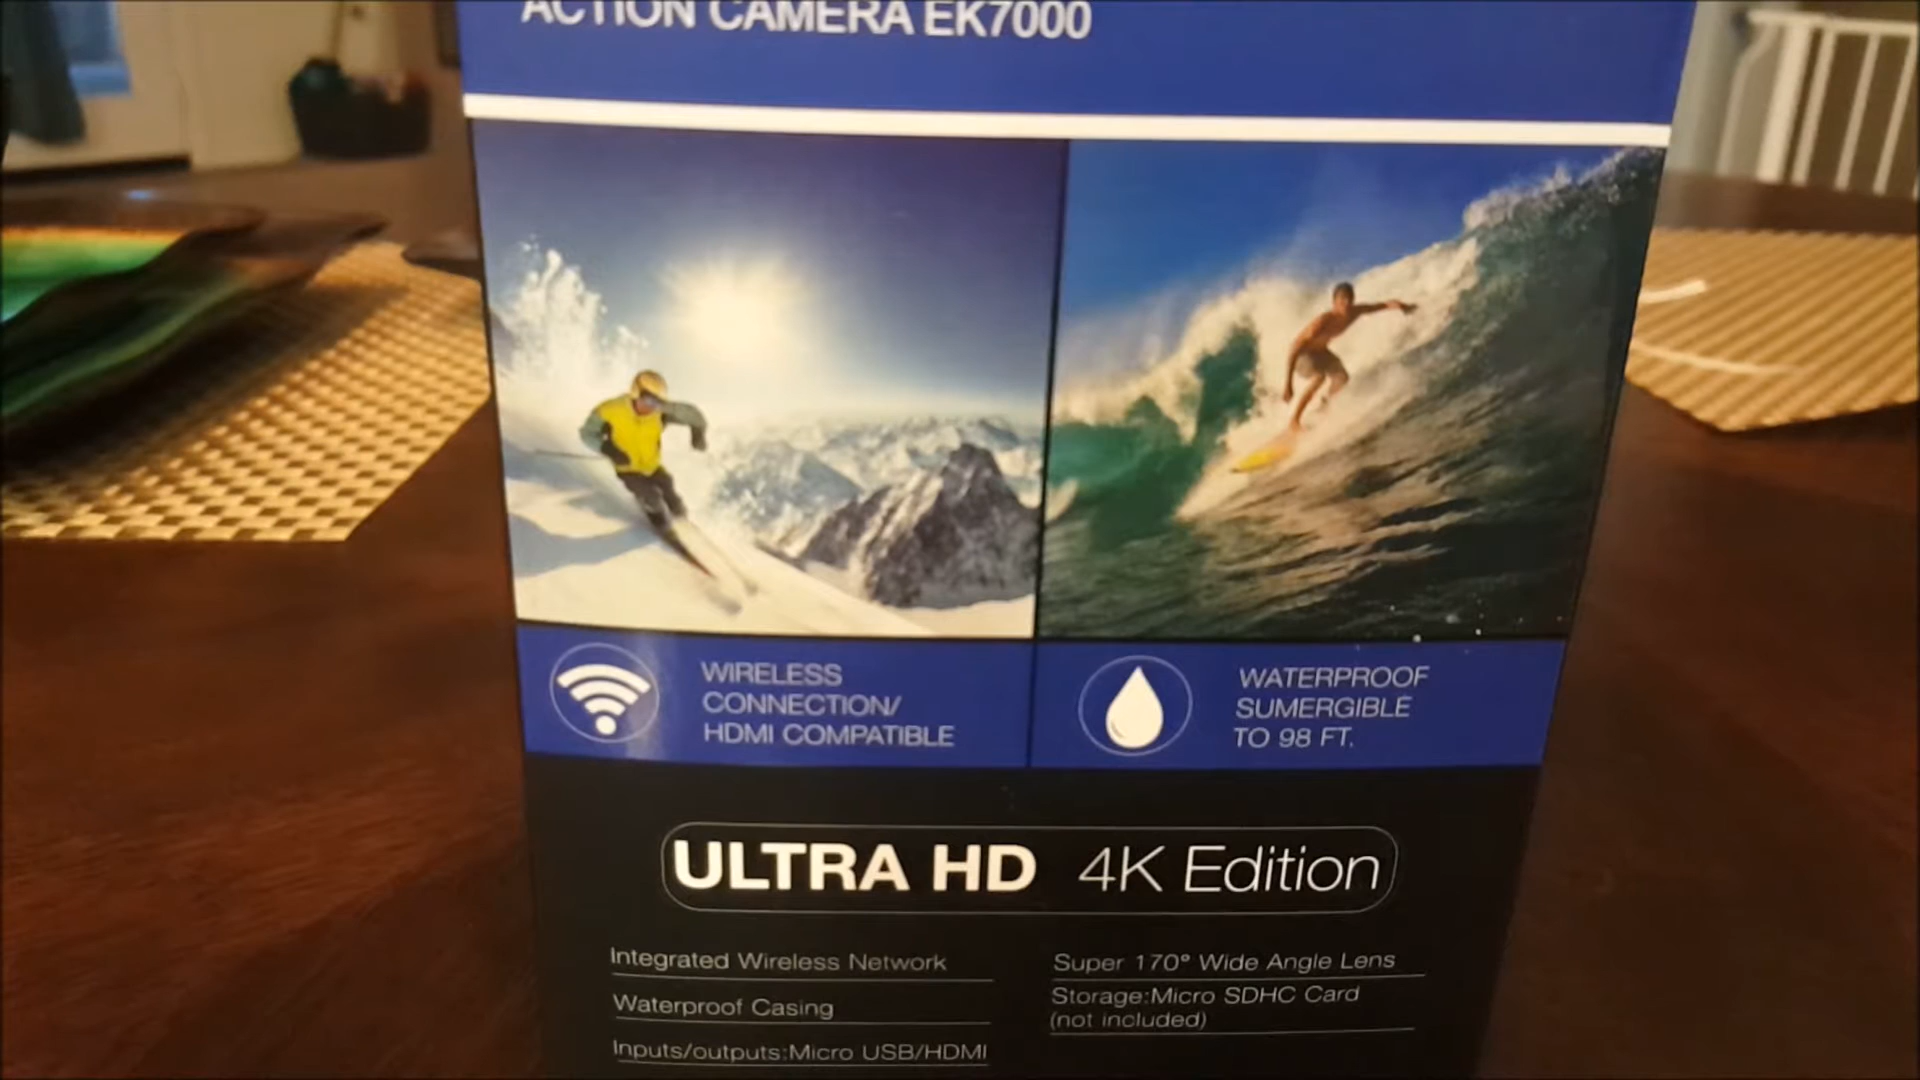 ACTION CAMERA EK7000
WIRELESS
CONNECTION/
HDMI COMPATIBLE
WATERPROOF
SUMERGIBLE
TO 98 FT.
ULTRA HD 4K Edition
Integrated Wireless Network
Waterproof Casing
Inputs/outputs:Micro USB/HDMI
Super 170° Wide Angle Lens
Storage:Micro SDHC Card
(not included)